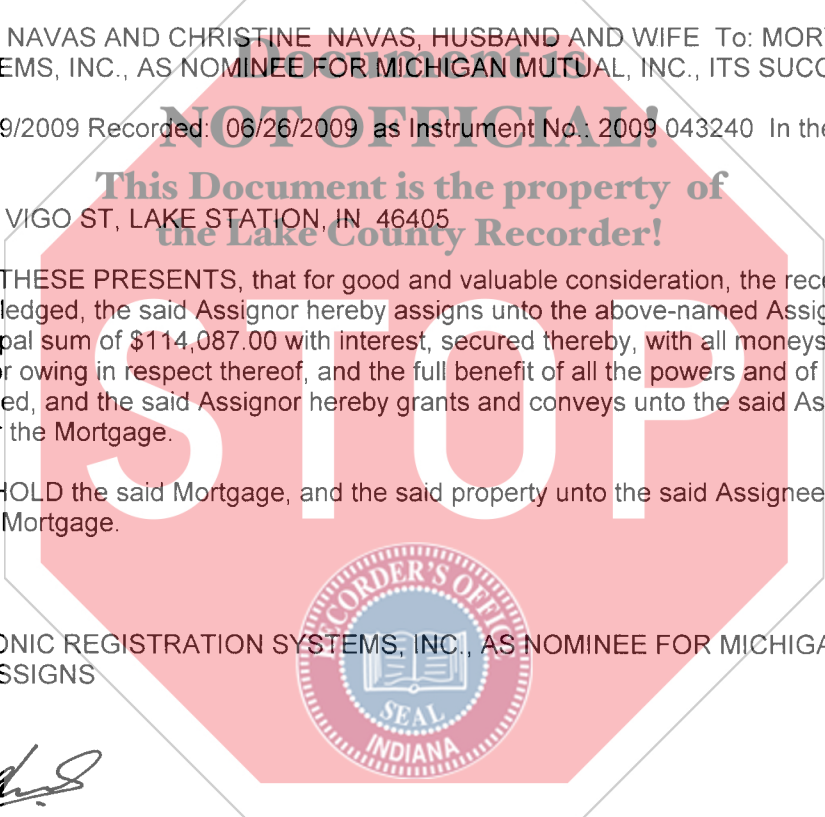 NAVAS AND CHRISTINE NAVAS, HUSBAND AND WIFE To: MOR
EMS, INC., AS NOMINEE FOR MICHIGAN MUTUAL, INC., ITS SUCC
Document is
9/2009 Recorded: 06/26/2009 as Instrument No.: 2009 043240 In the
NOT OFFICIAL!
This Document is the property of
VIGO ST, LAKE STATION, IN 46405
the Lake County Recorder!
THESE PRESENTS, that for good and valuable consideration, the rece
ledged, the said Assignor hereby assigns unto the above-named Assig
pal sum of $114,087.00 with interest, secured thereby, with all moneys
r owing in respect thereof, and the full benefit of all the powers and of
ed, and the said Assignor hereby grants and conveys unto the said As
the Mortgage.
STOP
HOLD the said Mortgage, and the said property unto the said Assignee
Mortgage.
RECORDER'S OFFIC
ONIC REGISTRATION SYSTEMS, INC., AS NOMINEE FOR MICHIGA
SSIGNS
SEAL
INDIANA